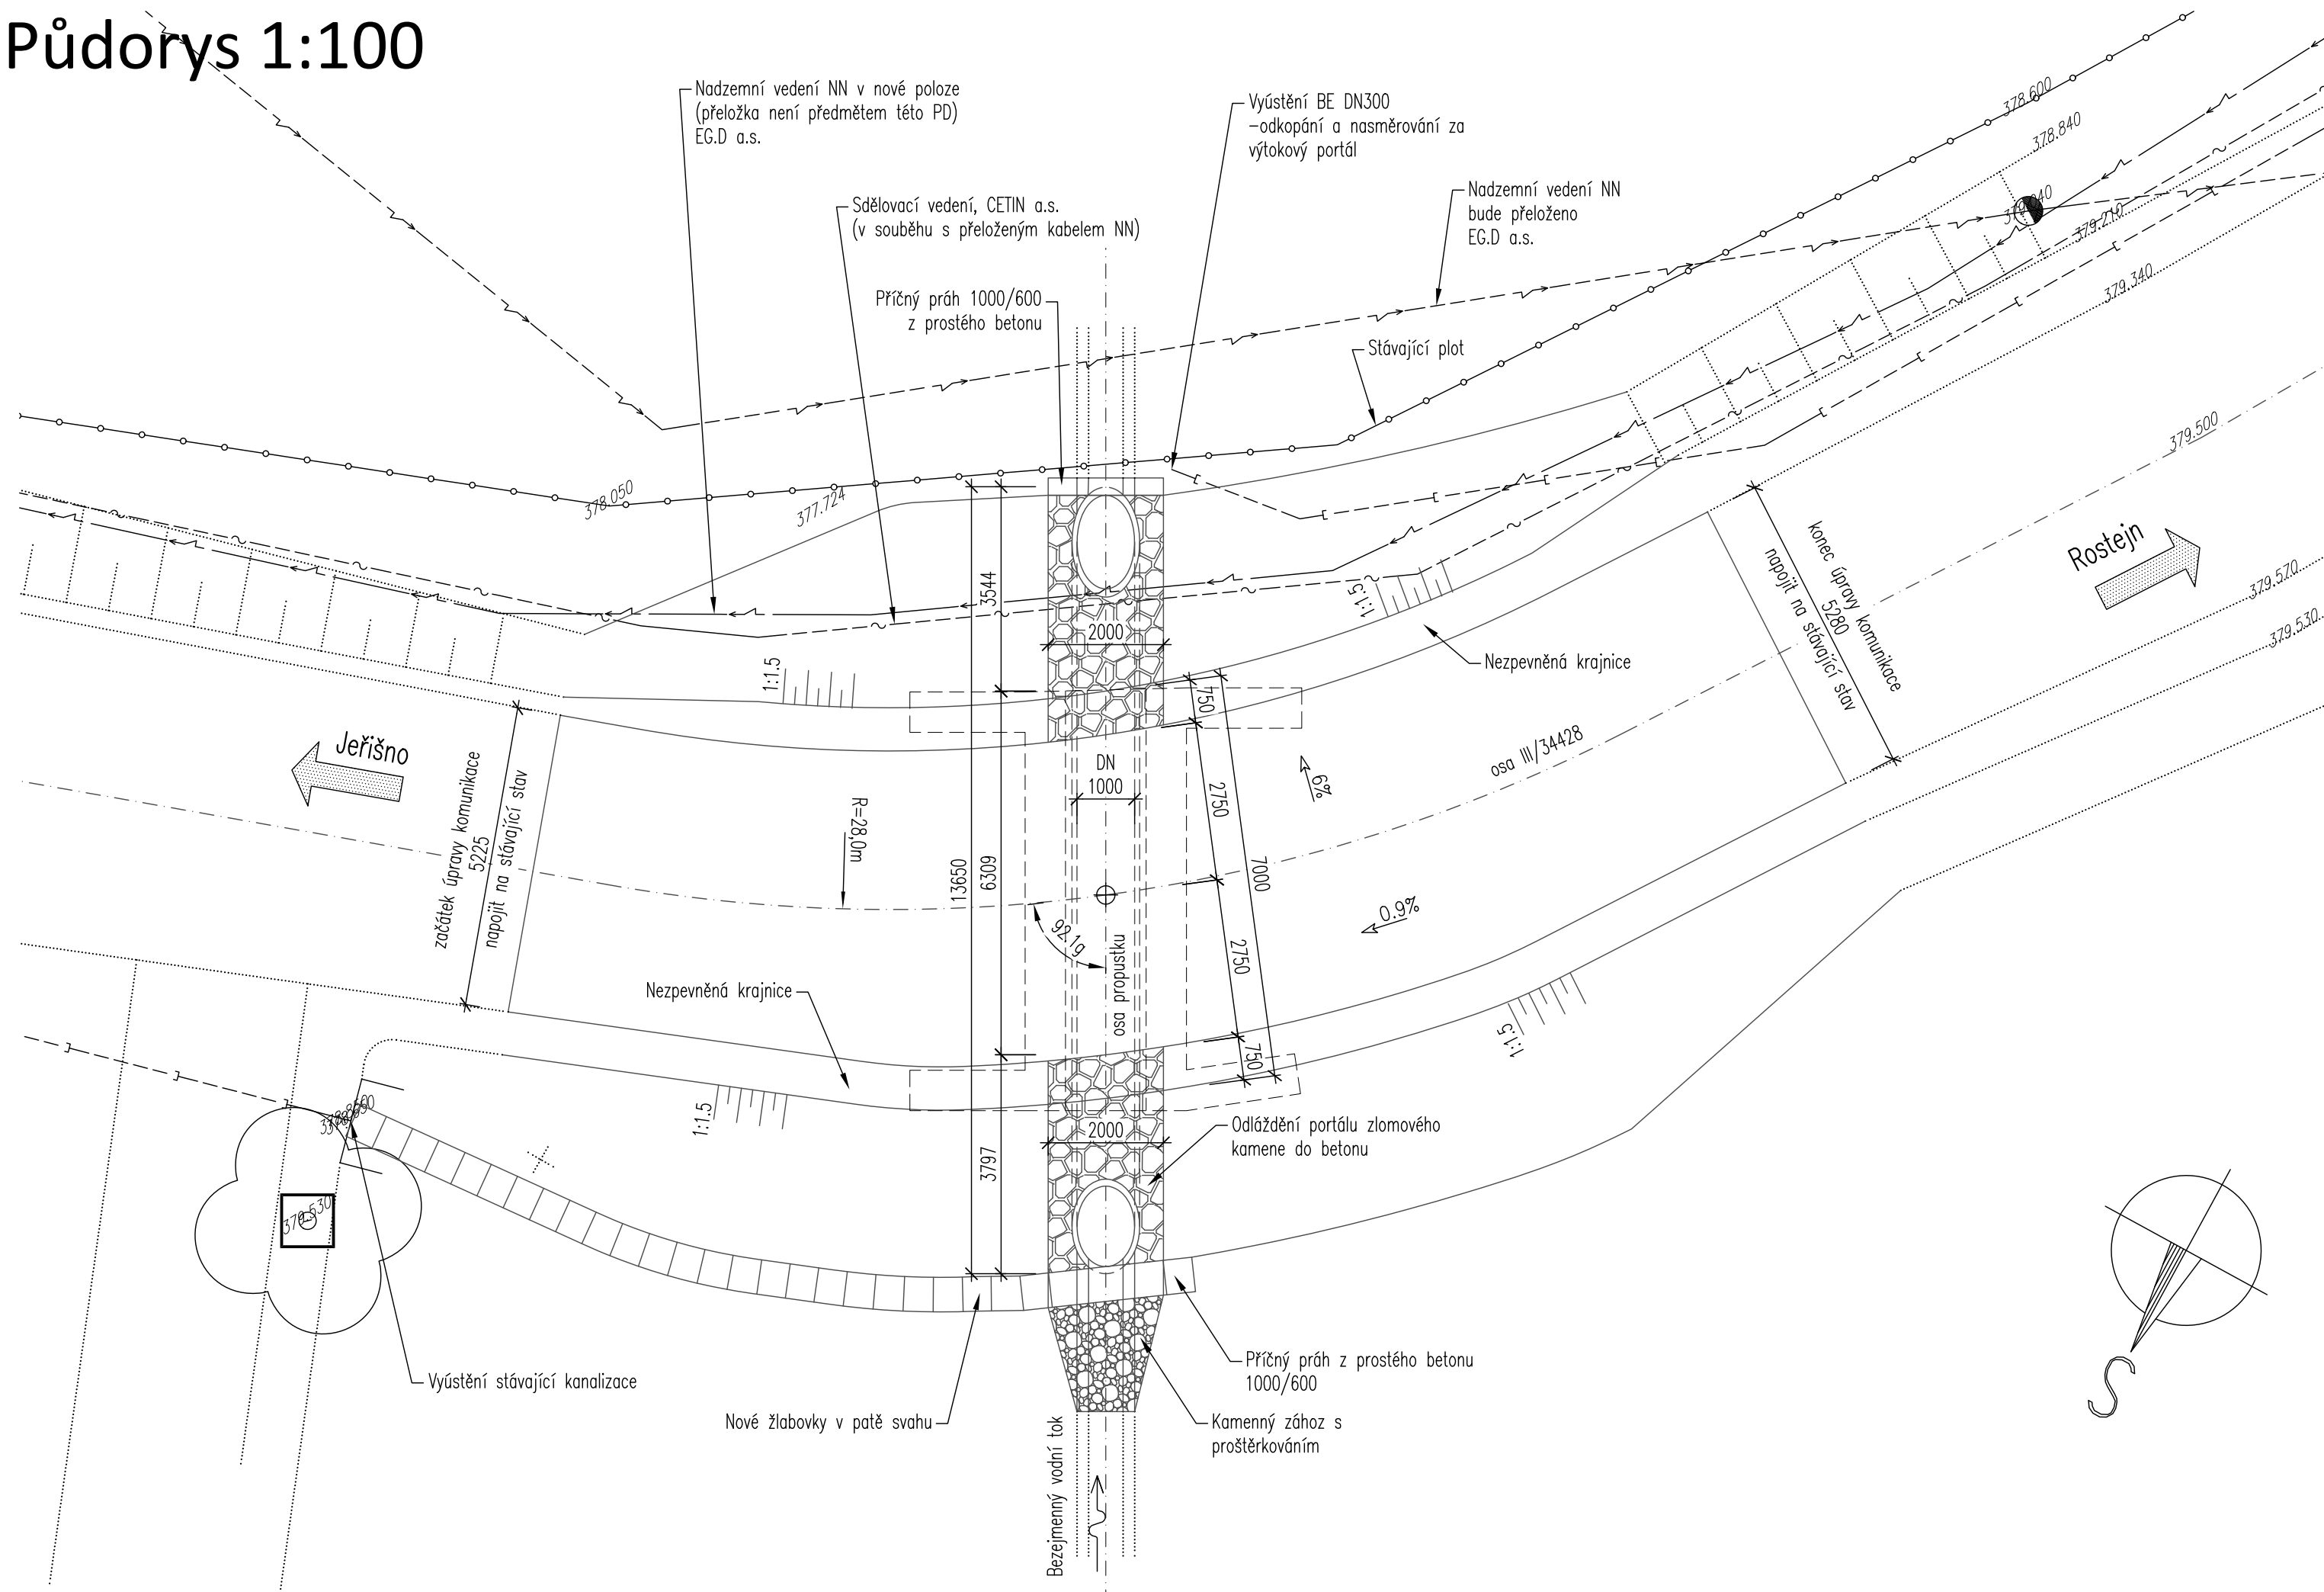 Půdorys 1:100
Nadzemní vedení NN v nové poloze
(přeložka není předmětem této PD)
EG.D a.s.
Vyústění BE DN300
-odkopání a nasměrování za
výtokový portál
Sdělovací vedení, CETIN a.s.
(v souběhu s přeloženým kabelem NN)
Nadzemní vedení NN
bude přeloženo
EG.D a.s.
Příčný práh 1000/600
z prostého betonu
Stávající plot
378.600
378.840
379.210
379.340
379.500
379.570
379.530
378.050
377.724
3544
2000
1:1.5
1:1.5
Nezpevněná krajnice
konec úpravy komunikace
5280
napojit na stávající stav
Rostejn
Jeřišno
začátek úpravy komunikace
5225
napojit na stávající stav
R=28,0m
DN
1000
750
2750
7000
2750
750
6%
0.9%
osa III/34428
13650
6309
92.1g
osa propustku
Nezpevněná krajnice
1:1.5
1:1.5
3797
2000
Odláždění portálu zlomového
kamene do betonu
379.530
Vyústění stávající kanalizace
Nové žlabovky v patě svahu
Příčný práh z prostého betonu
1000/600
Kamenný zához s
proštěrkováním
Bezejmenný vodní tok
S